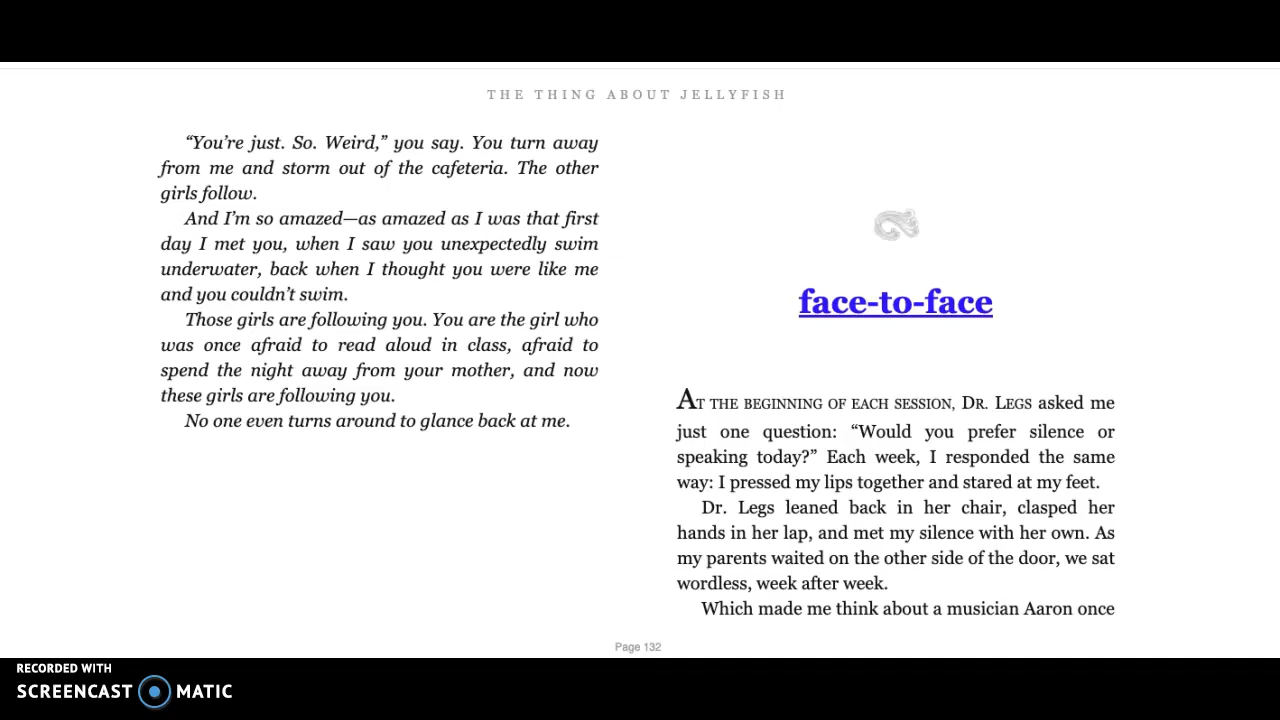 THE THING ABOUT JELLYFISH
“You’re just. So. Weird,” you say. You turn away
from me and storm out of the cafeteria. The other
girls follow.
And I’m so amazed—as amazed as I was that first
day I met you, when I saw you unexpectedly swim
underwater, back when I thought you were like me
and you couldn’t swim.
Those girls are following you. You are the girl who
was once afraid to read aloud in class, afraid to
spend the night away from your mother, and now
these girls are following you.
No one even turns around to glance back at me.
face-to-face
AT THE BEGINNING OF EACH SESSION, DR. LEGS asked me
just one question: “Would you prefer silence or
speaking today?” Each week, I responded the same
way: I pressed my lips together and stared at my feet.
Dr. Legs leaned back in her chair, clasped her
hands in her lap, and met my silence with her own. As
my parents waited on the other side of the door, we sat
wordless, week after week.
Which made me think about a musician Aaron once
Page 132
RECORDED WITH
SCREENCAST MATIC